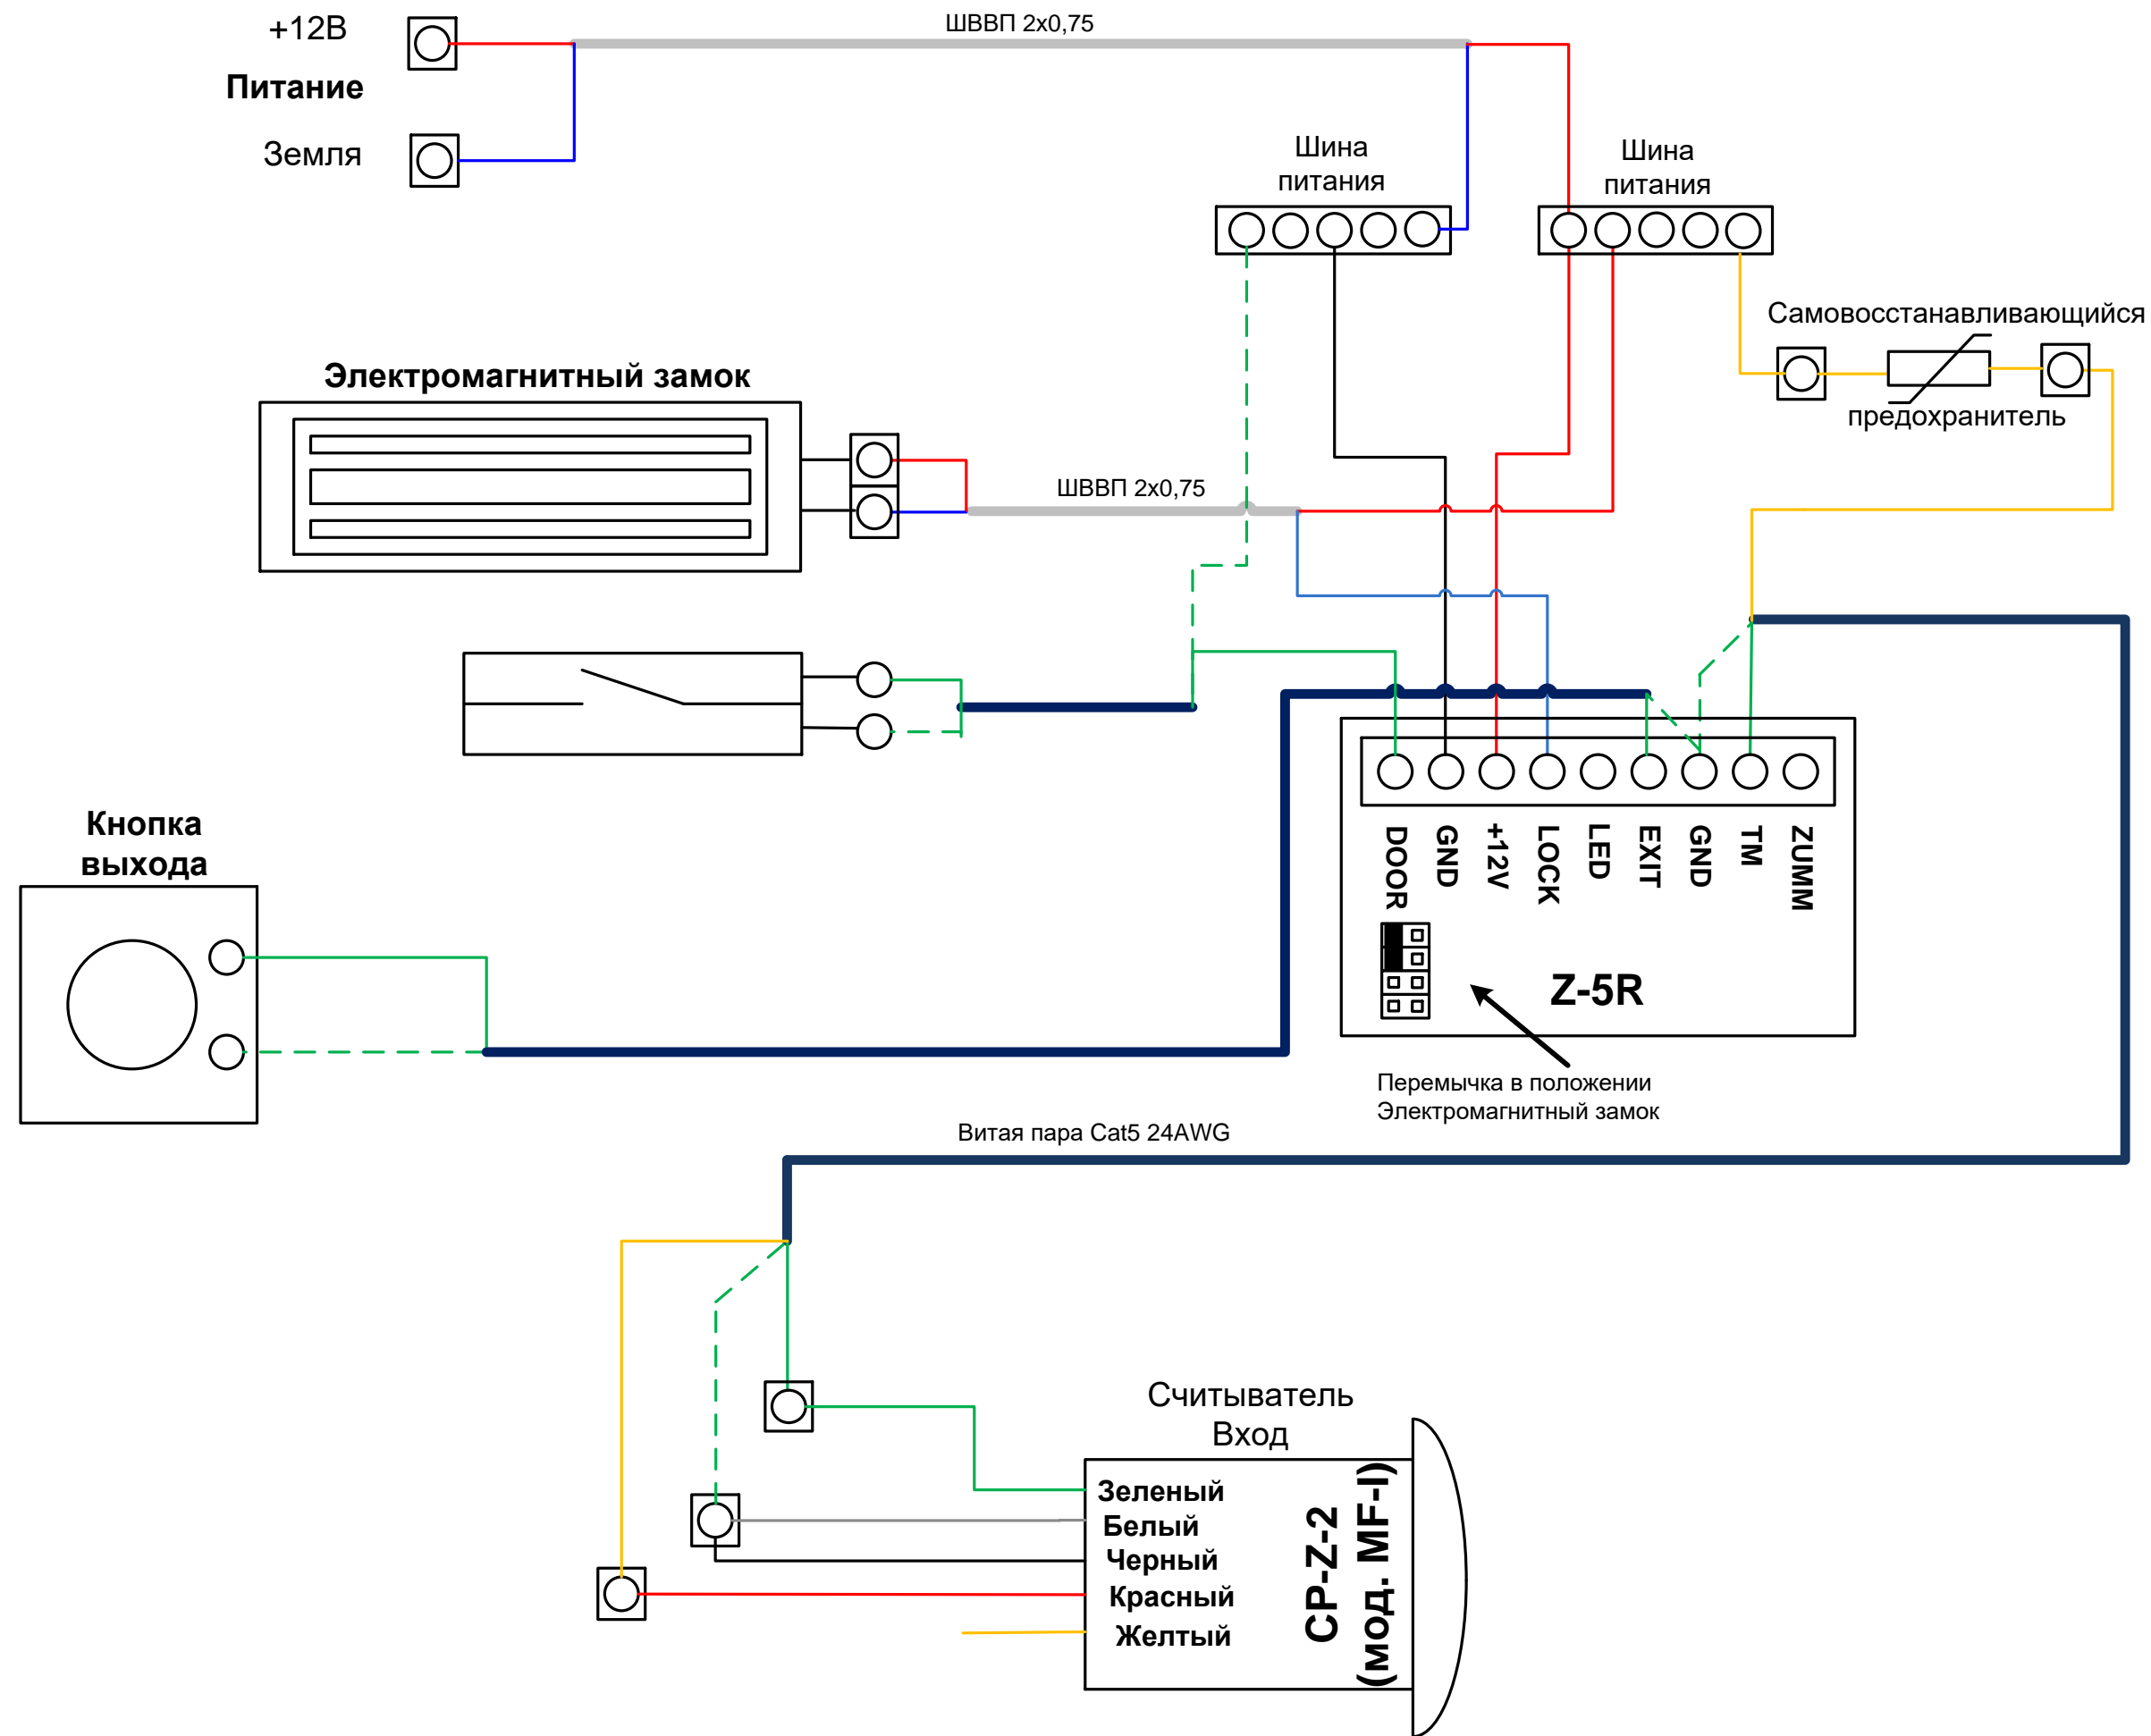 +12В
Питание
Земля
ШВВП 2х0,75
Шина
питания
Шина
питания
Самовосстанавливающийся
предохранитель
Электромагнитный замок
ШВВП 2х0,75
Кнопка
выхода
DOOR
GND
+12V
LOCK
LED
EXIT
GND
TM
ZUMM
Z-5R
Перемычка в положении
Электромагнитный замок
Витая пара Cat5 24AWG
Считыватель
Вход
Зеленый
Белый
Черный
Красный
Желтый
CP-Z-2
(мод. MF-I)